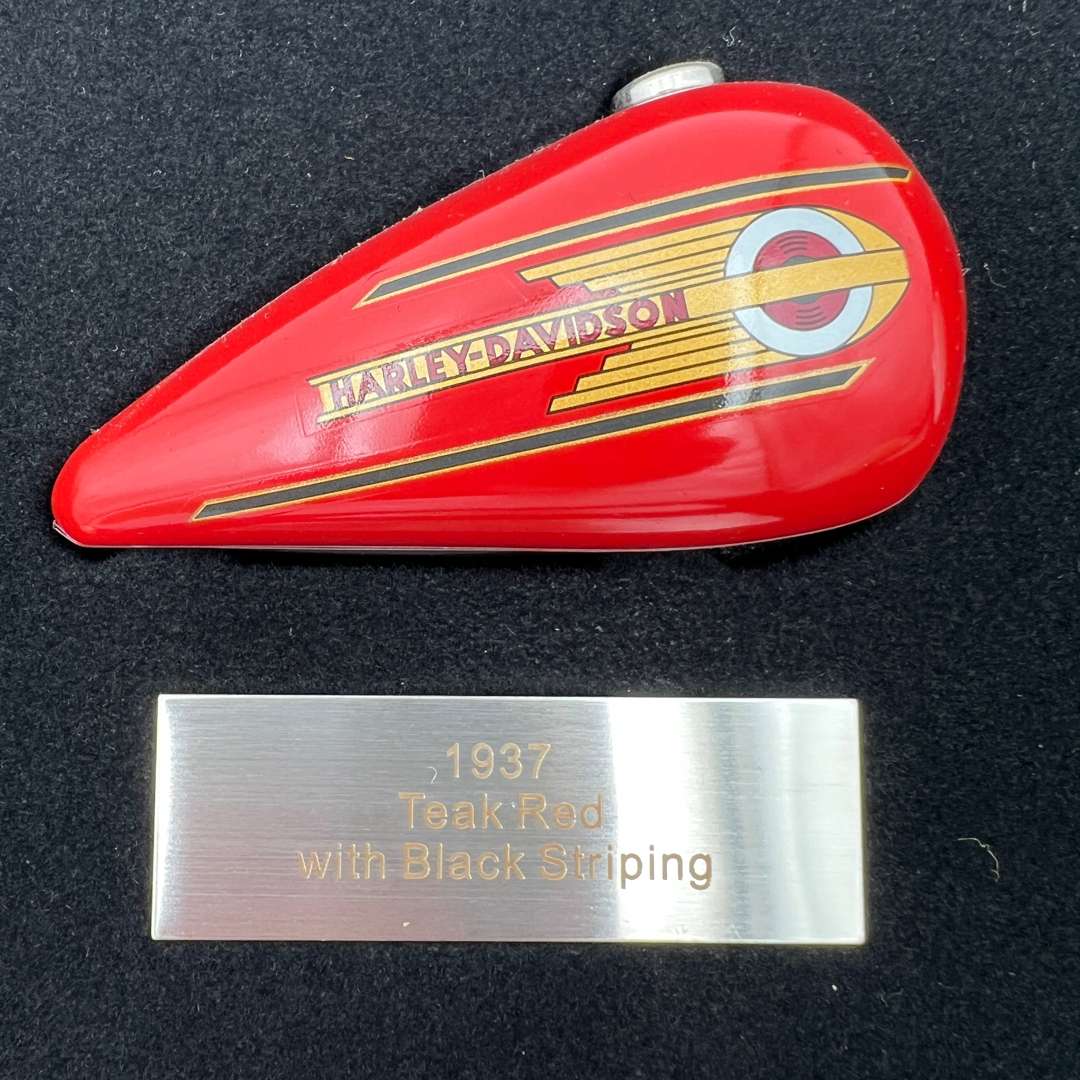 HARLEY-DAVIDSON
1937
Teak Red
with Black Striping